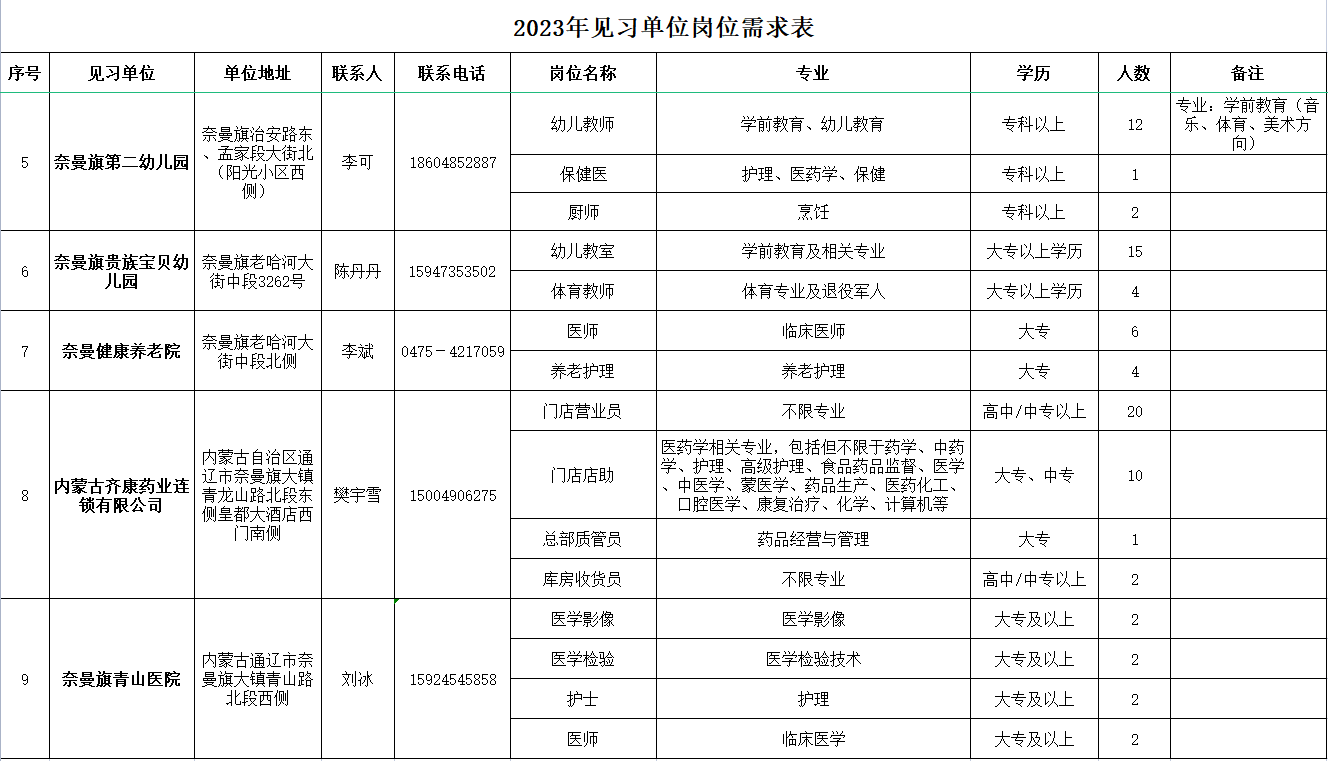 2023年见习单位岗位需求表
序号 见习单位 单位地址 联系人 联系电话 岗位名称 专业 学历 人数 备注
5 奈曼旗第二幼儿园
奈曼旗治安路东
、孟家段大街北
（阳光小区西
侧）
李可 18604852887
幼儿教师 学前教育、幼儿教育 专科以上 12
专业：学前教育（音
乐、体育、美术方
向）
保健医 护理、医药学、保健 专科以上 1
厨师 烹饪 专科以上 2
6
奈曼旗贵族宝贝幼
儿园
奈曼旗老哈河大
街中段3262号
陈丹丹 15947353502
幼儿教室 学前教育及相关专业 大专以上学历 15
体育教师 体育专业及退役军人 大专以上学历 4
7 奈曼健康养老院
奈曼旗老哈河大
街中段北侧
李斌 0475－4217059
医师 临床医师 大专 6
养老护理 养老护理 大专 4
8
内蒙古齐康药业连
锁有限公司
内蒙古自治区通
辽市奈曼旗大镇
青龙山路北段东
侧皇都大酒店西
门南侧
樊宇雪 15004906275
门店营业员 不限专业 高中/中专以上 20
门店店助
医药学相关专业，包括但不限于药学、中药
学、护理、高级护理、食品药品监督、医学
、中医学、蒙医学、药品生产、医药化工、
口腔医学、康复治疗、化学、计算机等
大专、中专 10
总部质管员 药品经营与管理 大专 1
库房收货员 不限专业 高中/中专以上 2
9 奈曼旗青山医院
内蒙古通辽市奈
曼旗大镇青山路
北段西侧
刘冰 15924545858
医学影像 医学影像 大专及以上 2
医学检验 医学检验技术 大专及以上 2
护士 护理 大专及以上 2
医师 临床医学 大专及以上 2